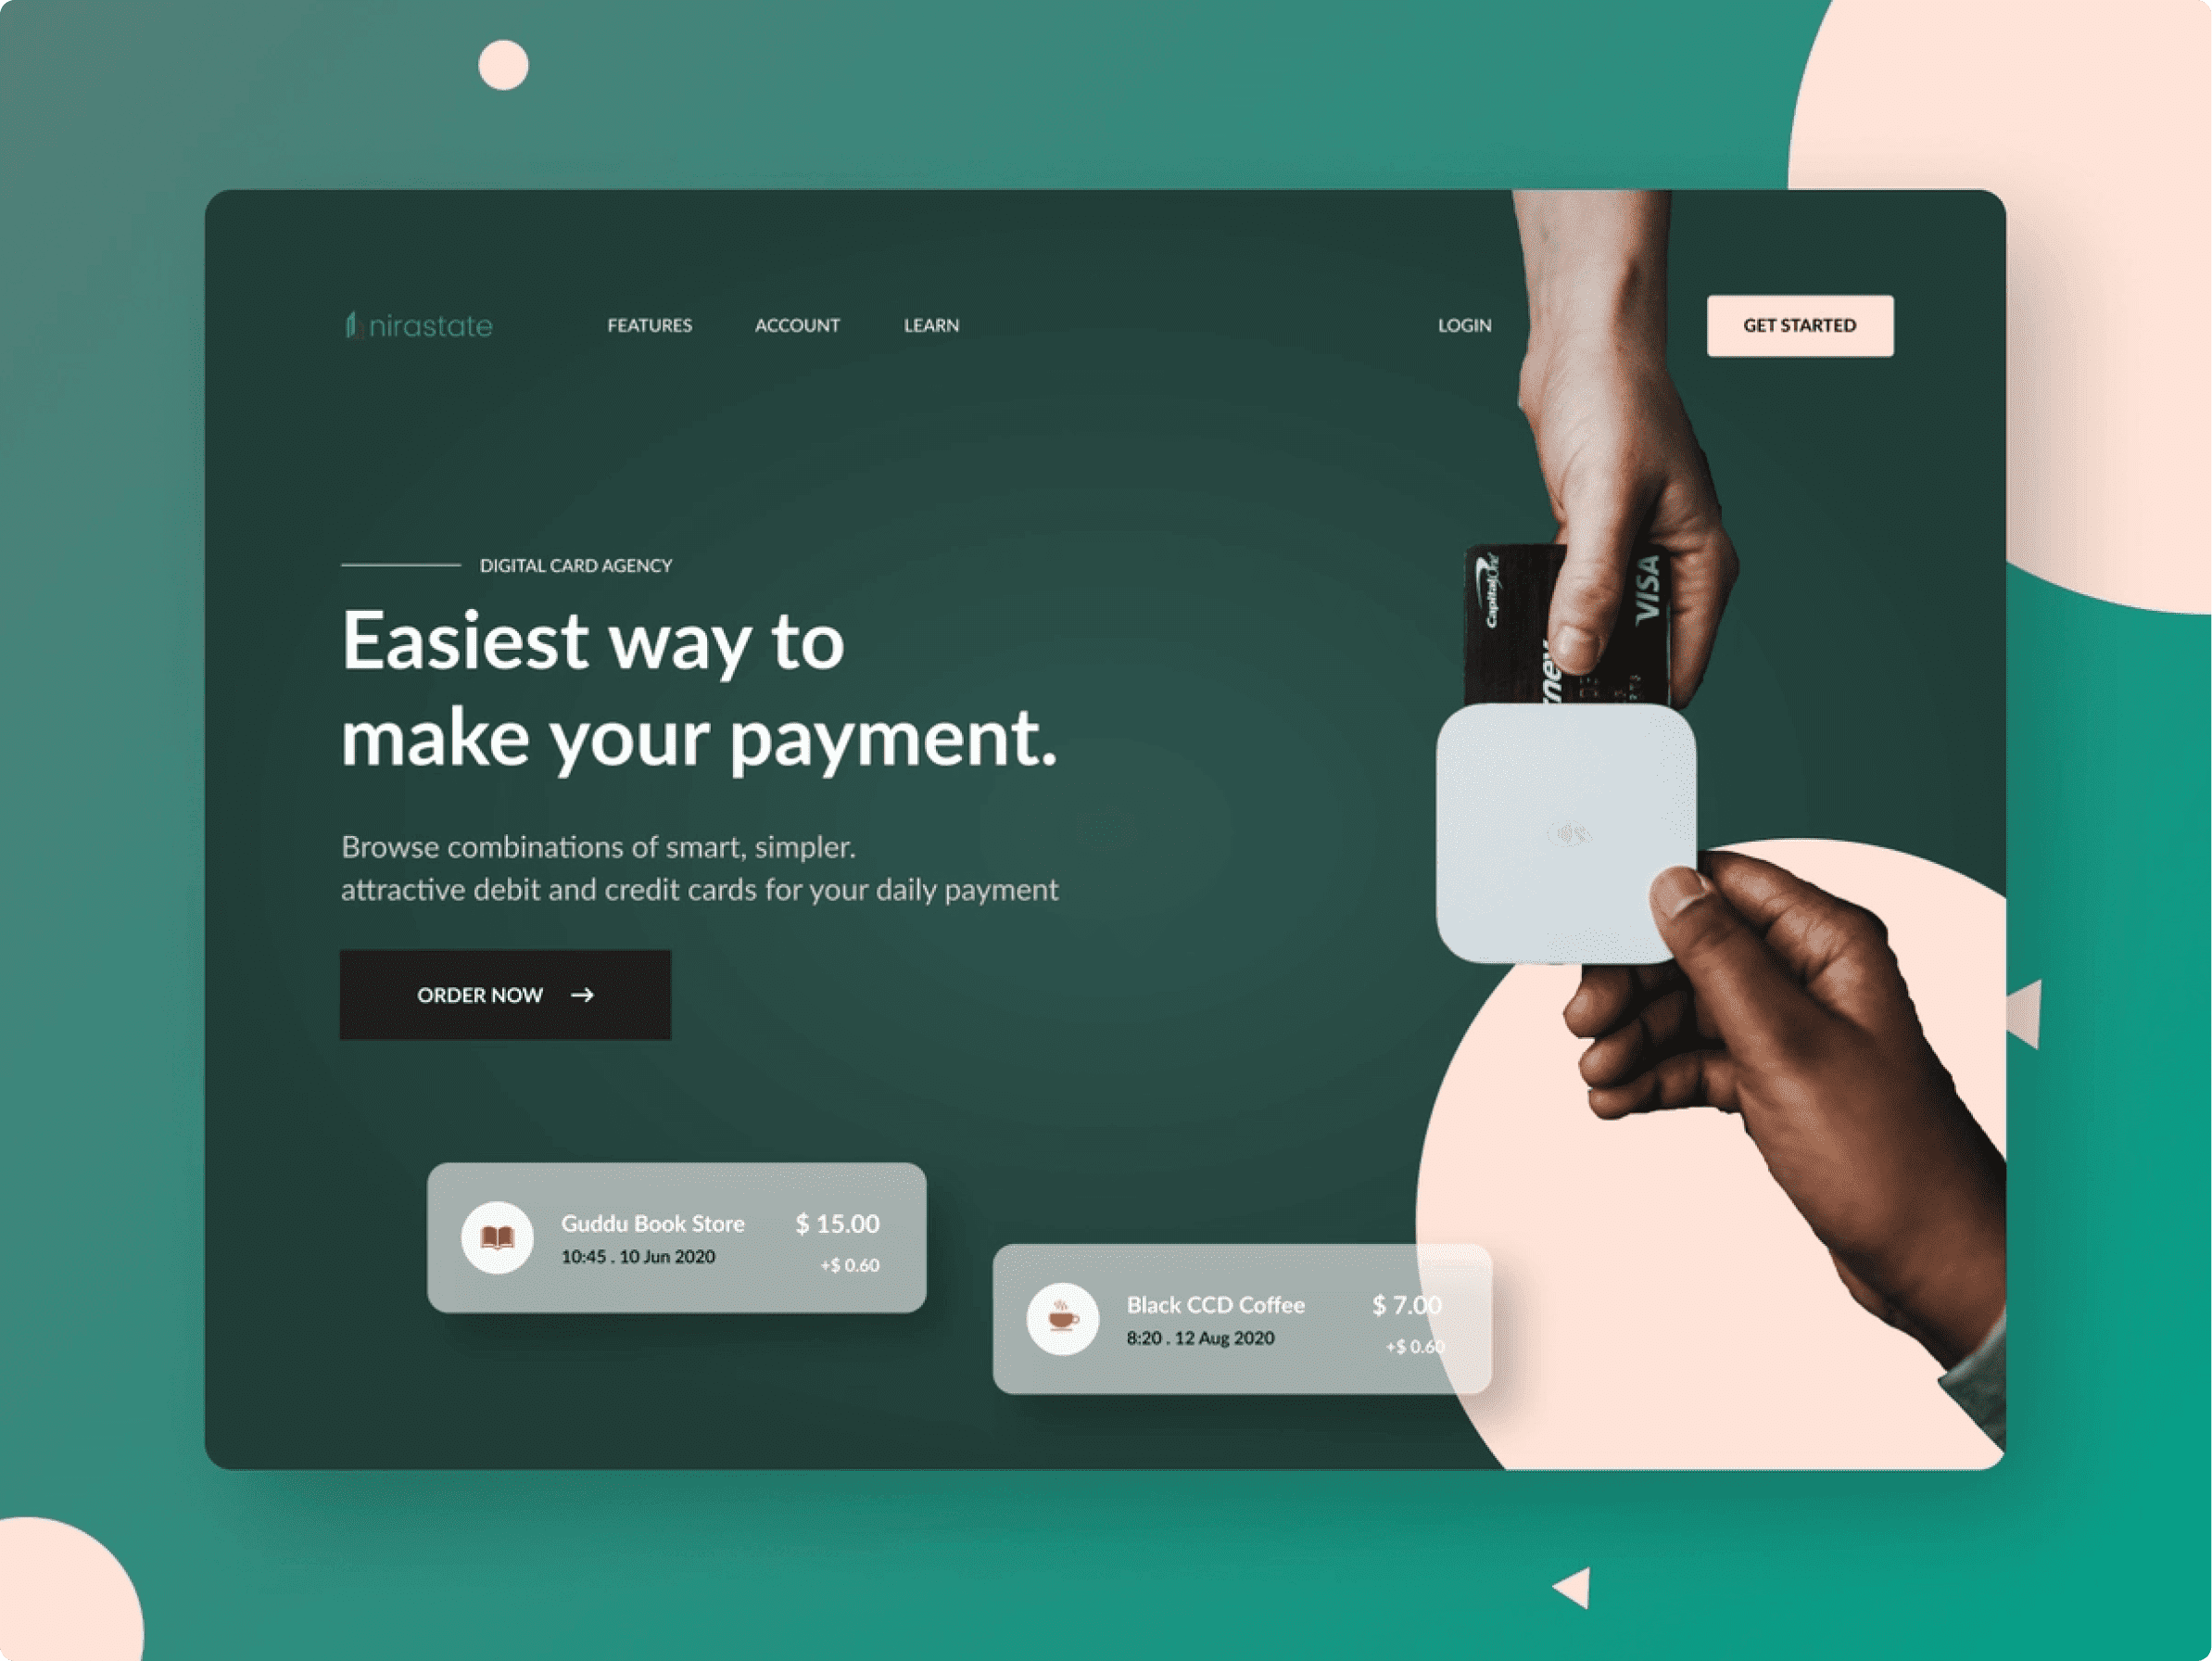 nirastate
FEATURES
ACCOUNT
LEARN
LOGIN
GET STARTED
DIGITAL CARD AGENCY
Easiest way to
make your payment.
Browse combinations of smart, simpler.
attractive debit and credit cards for your daily payment
ORDER NOW →
CapitalOne
VISA
Guddu Book Store
$ 15.00
10:45 . 10 Jun 2020
+$ 0.60
Black CCD Coffee
$ 7.00
8:20 . 12 Aug 2020
+$ 0.60